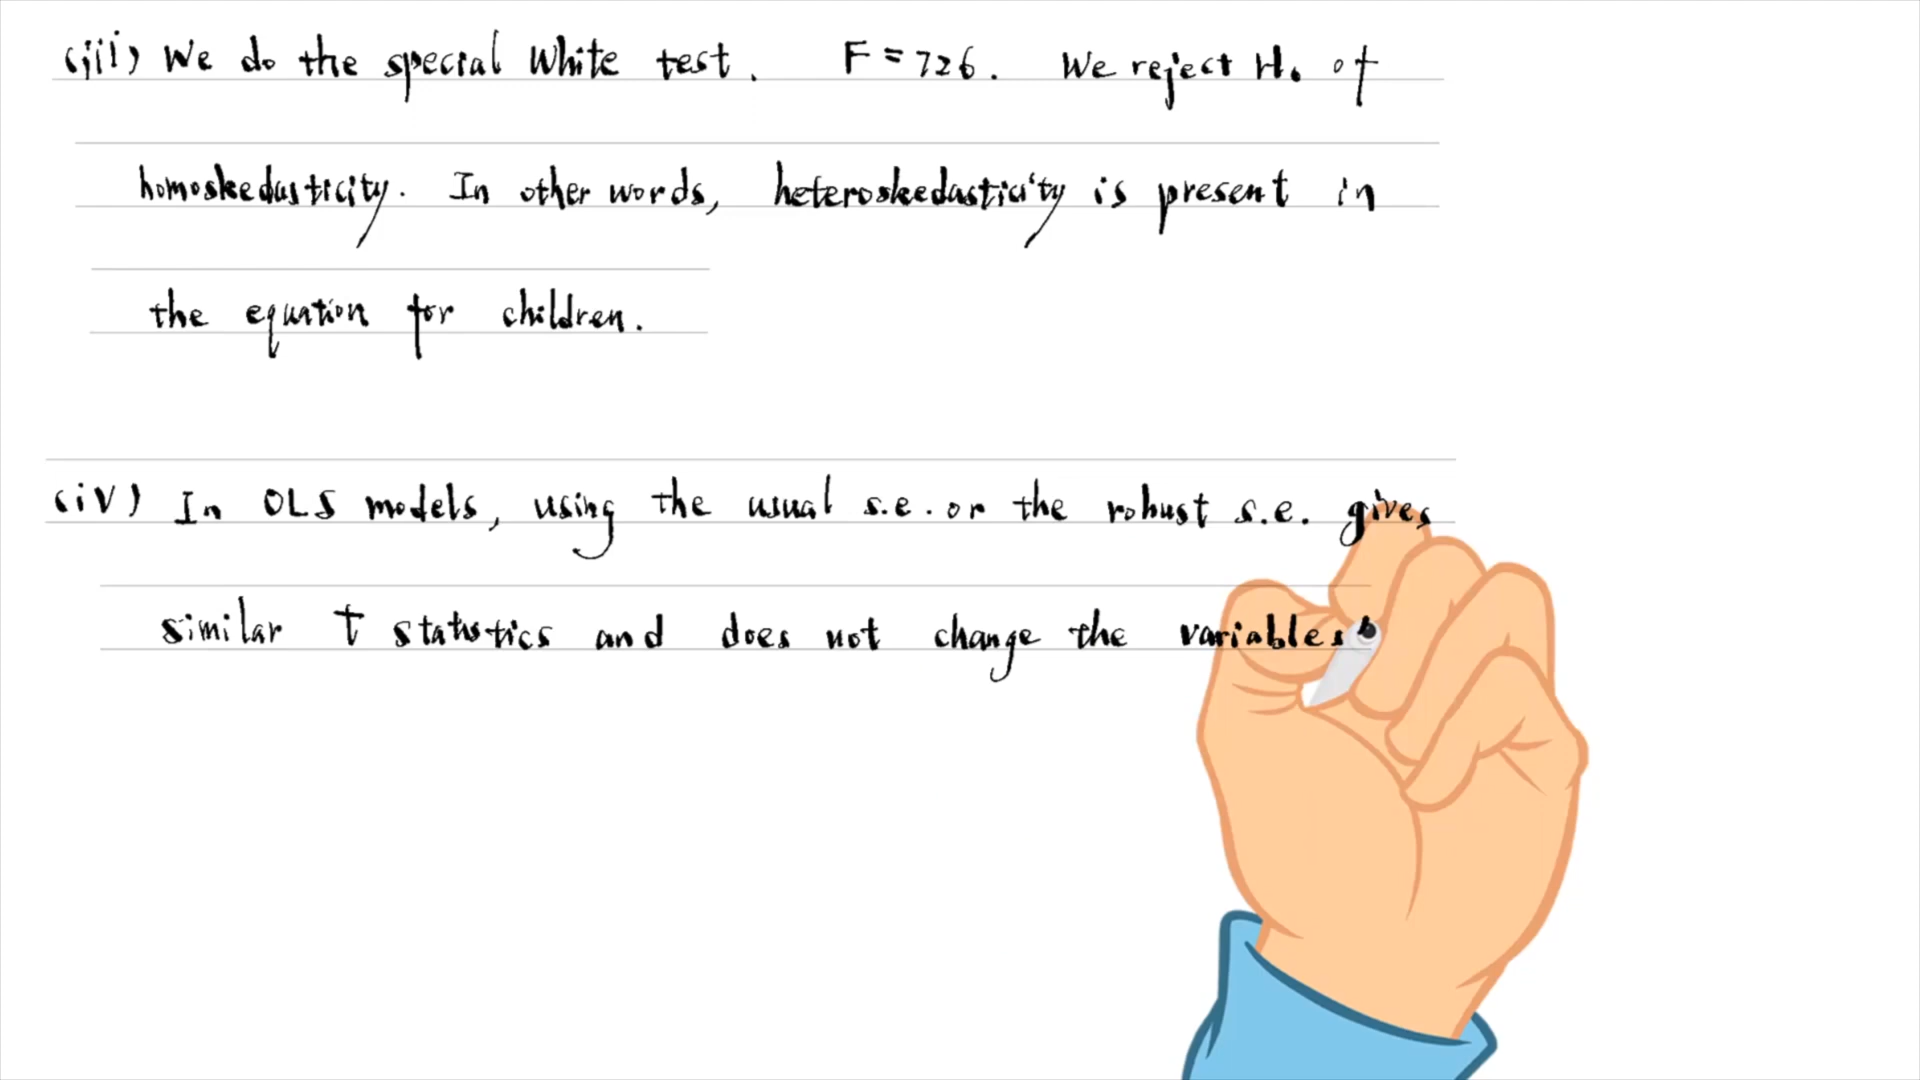 (iii) We do the special White test. F = 726. We reject H₀ of
homoskedasticity. In other words, heteroskedasticity is present in
the equation for children.
(iv) In OLS models, using the usual s.e. or the robust s.e. gives
similar t statistics and does not change the variables'